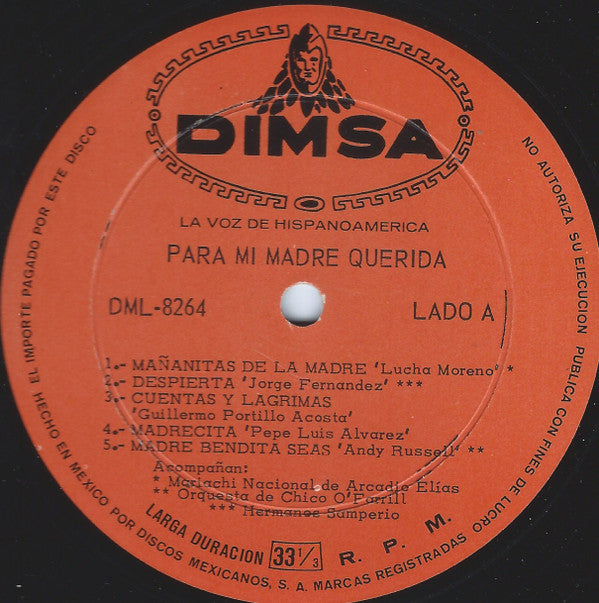 DIMSA
LA VOZ DE HISPANOAMERICA
PARA MI MADRE QUERIDA
DML-8264
LADO A
1.- MAÑANITAS DE LA MADRE 'Lucha Moreno' *
2.- DESPIERTA 'Jorge Fernandez' ***
3.- CUENTAS Y LAGRIMAS
'Guillermo Portillo Acosta'
4.- MADRECITA 'Pepe Luis Alvarez'
5.- MADRE BENDITA SEAS 'Andy Russell' **
Acompañan:
* Mariachi Nacional de Arcadio Elías
** Orquesta de Chico O'Farrill
*** Hermanos Samperio
LARGA DURACION 33 1/3 R. P. M.
EL IMPORTE PAGADO POR ESTE DISCO
NO AUTORIZA SU EJECUCION PUBLICA CON FINES DE LUCRO
HECHO EN MEXICO POR DISCOS MEXICANOS, S. A. MARCAS REGISTRADAS